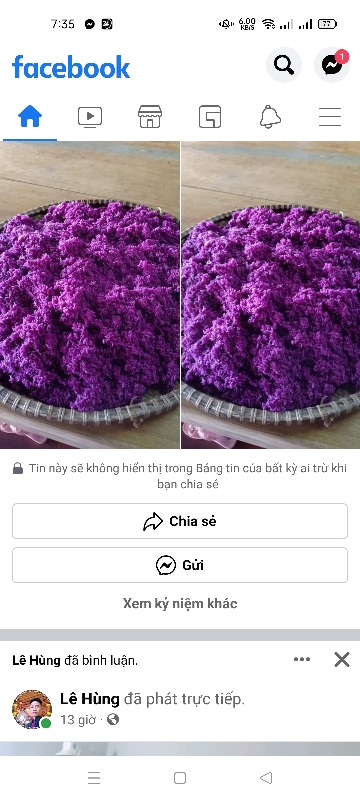 7:35 6.00 KB/S 77
facebook
1
Tin này sẽ không hiển thị trong Bảng tin của bất kỳ ai trừ khi
bạn chia sẻ
Chia sẻ
Gửi
Xem kỷ niệm khác
Lê Hùng đã bình luận.
Lê Hùng đã phát trực tiếp.
13 giờ ·